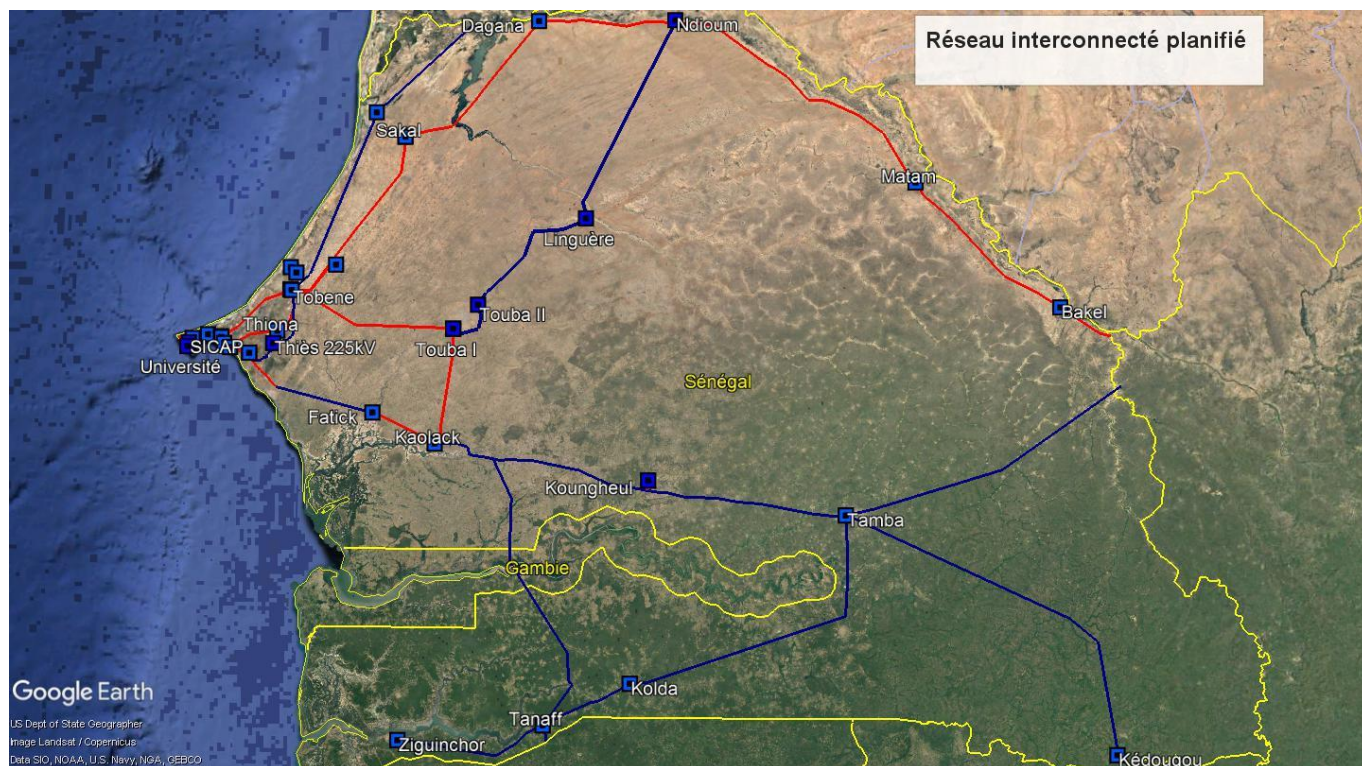 Dagana
Ndioum
Réseau interconnecté planifié
Sakal
Matam
Linguère
Tobene
Touba II
Bakel
Thiona
SICAP
Thiès 225kV
Touba I
Université
Sénégal
Fatick
Kaolack
Koungheul
Tamba
Gambie
Kolda
Google Earth
Tanaff
US Dept of State Geographer
Ziguinchor
Image Landsat / Copernicus
Kédougou
Data SIO, NOAA, U.S. Navy, NGA, GEBCO